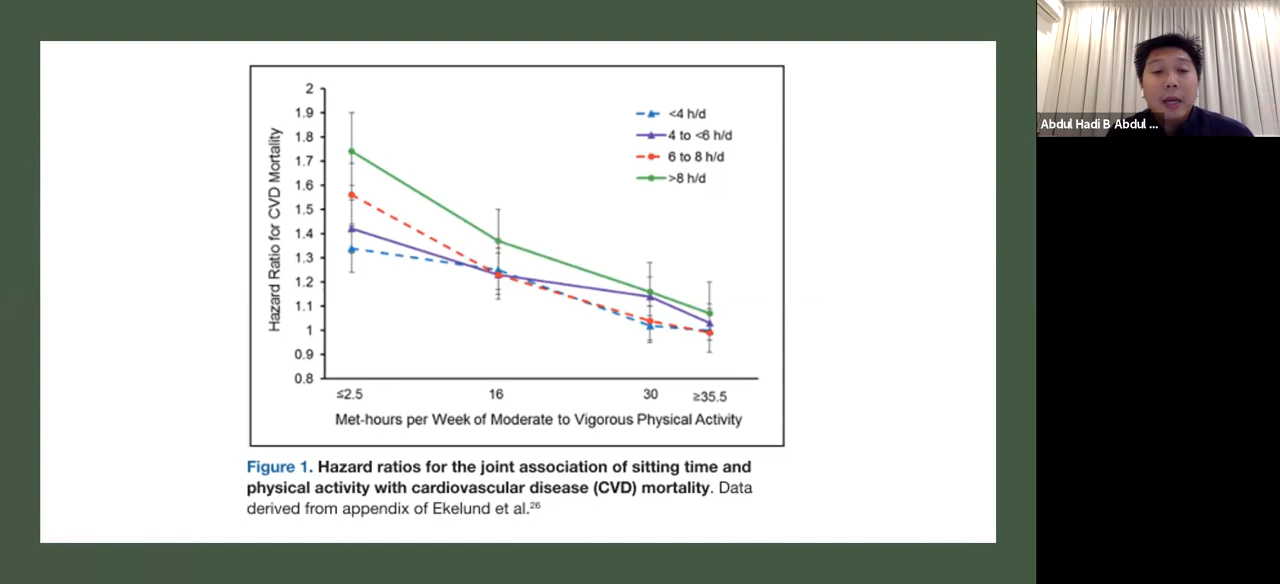 2
1.9
1.8
1.7
1.6
1.5
1.4
1.3
1.2
1.1
1
0.9
0.8
Hazard Ratio for CVD Mortality
<4 h/d
4 to <6 h/d
6 to 8 h/d
>8 h/d
≤2.5 16 30 ≥35.5
Met-hours per Week of Moderate to Vigorous Physical Activity
Figure 1. Hazard ratios for the joint association of sitting time and
physical activity with cardiovascular disease (CVD) mortality. Data
derived from appendix of Ekelund et al.26
Abdul Hadi B Abdul ...